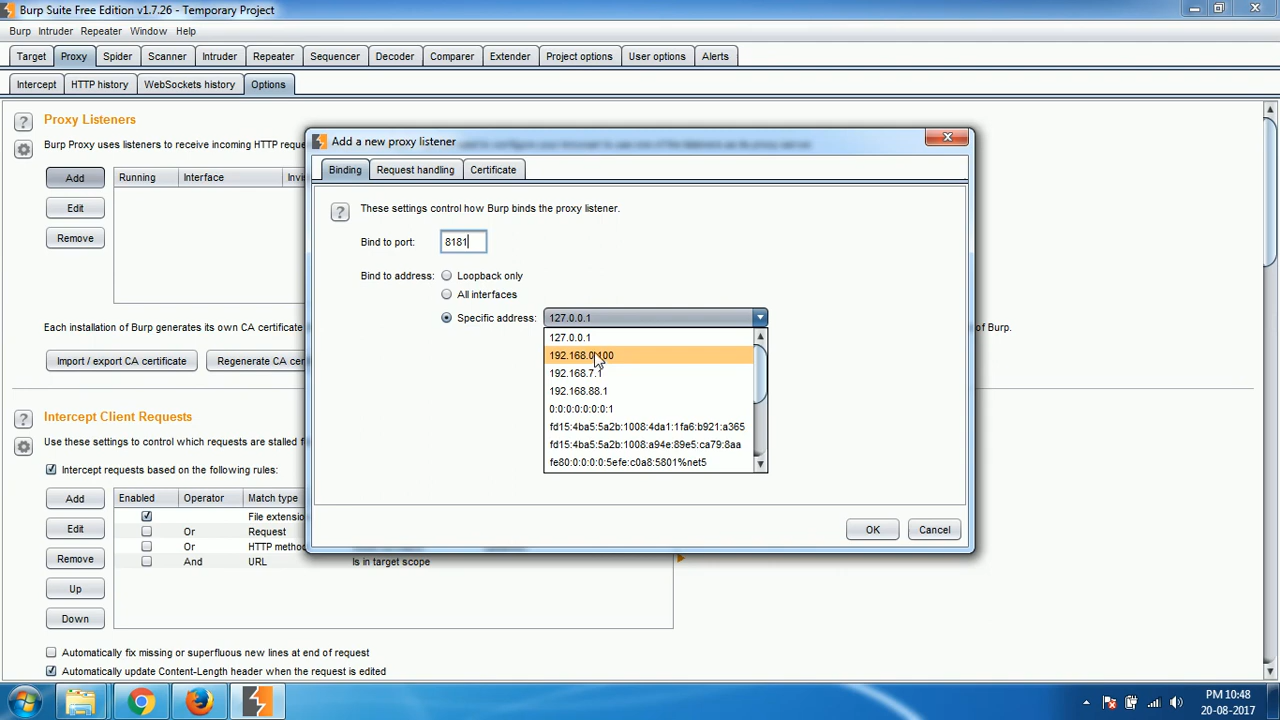 Burp Suite Free Edition v1.7.26 - Temporary Project
Burp Intruder Repeater Window Help
Target Proxy Spider Scanner Intruder Repeater Sequencer Decoder Comparer Extender Project options User options Alerts
Intercept HTTP history WebSockets history Options
Proxy Listeners
Burp Proxy uses listeners to receive incoming HTTP reque
Add Running Interface Invi
Edit
Remove
Each installation of Burp generates its own CA certificate
of Burp.
Import / export CA certificate Regenerate CA cer
Add a new proxy listener
Binding Request handling Certificate
These settings control how Burp binds the proxy listener.
Bind to port: 8181
Bind to address: Loopback only
All interfaces
Specific address: 127.0.0.1
127.0.0.1
192.168.0.100
192.168.7.1
192.168.88.1
0:0:0:0:0:0:0:1
fd15:4ba5:5a2b:1008:4da1:1fa6:b921:a365
fd15:4ba5:5a2b:1008:a94e:89e5:ca79:8aa
fe80:0:0:0:0:5efe:c0a8:5801%net5
OK Cancel
Intercept Client Requests
Use these settings to control which requests are stalled f
Intercept requests based on the following rules:
Add Enabled Operator Match type
Edit File extensio
Or Request
Remove Or HTTP metho
And URL Is in target scope
Up
Down
Automatically fix missing or superfluous new lines at end of request
Automatically update Content-Length header when the request is edited
PM 10:48
20-08-2017